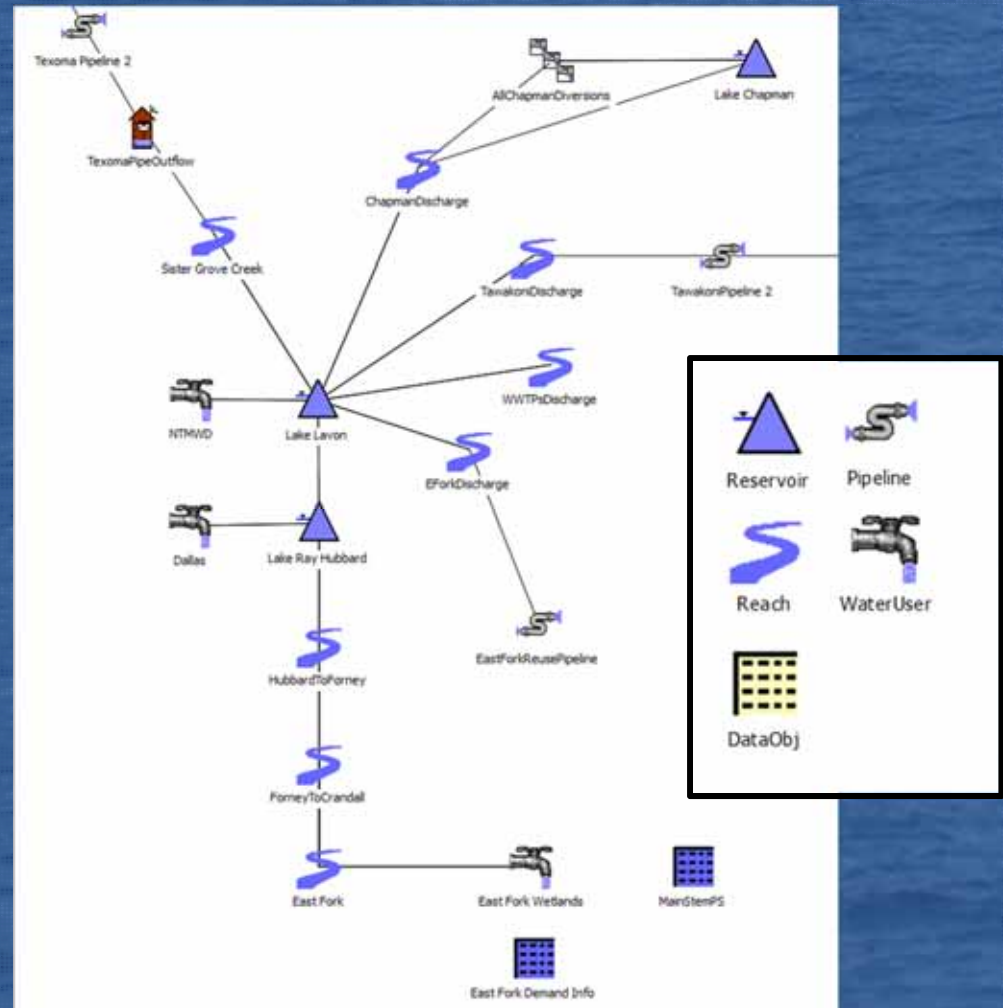 Texoma Pipeline 2
AllChapmanDiversions
Lake Chapman
TexomaPipeOutflow
ChapmanDischarge
Sister Grove Creek
TawakoniDischarge
TawakoniPipeline 2
WWTPsDischarge
NTMWD
Lake Lavon
EForkDischarge
Dallas
Lake Ray Hubbard
EastForkReusePipeline
HubbardToForney
ForneyToCrandall
East Fork
East Fork Wetlands
MainStemPS
East Fork Demand Info
Reservoir
Pipeline
Reach
WaterUser
DataObj